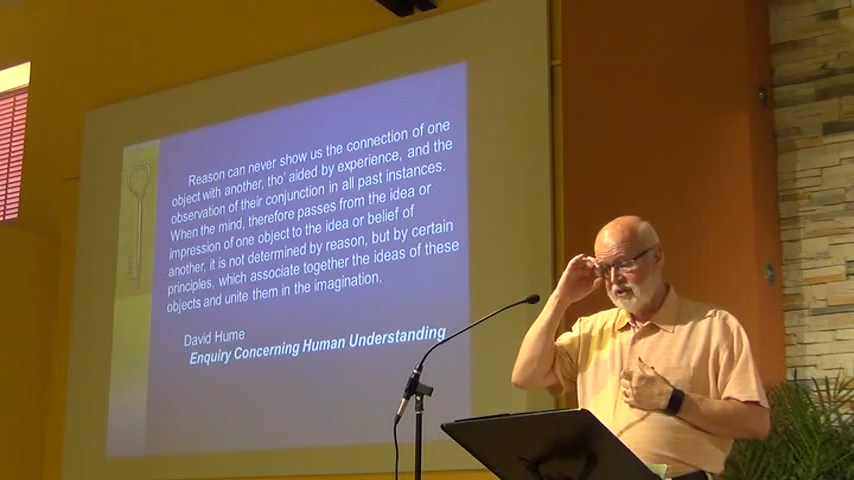 Reason can never show us the connection of one
object with another, tho' aided by experience, and the
observation of their conjunction in all past instances.
When the mind, therefore passes from the idea or
impression of one object to the idea or belief of
another, it is not determined by reason, but by certain
principles, which associate together the ideas of these
objects and unite them in the imagination.
David Hume
Enquiry Concerning Human Understanding